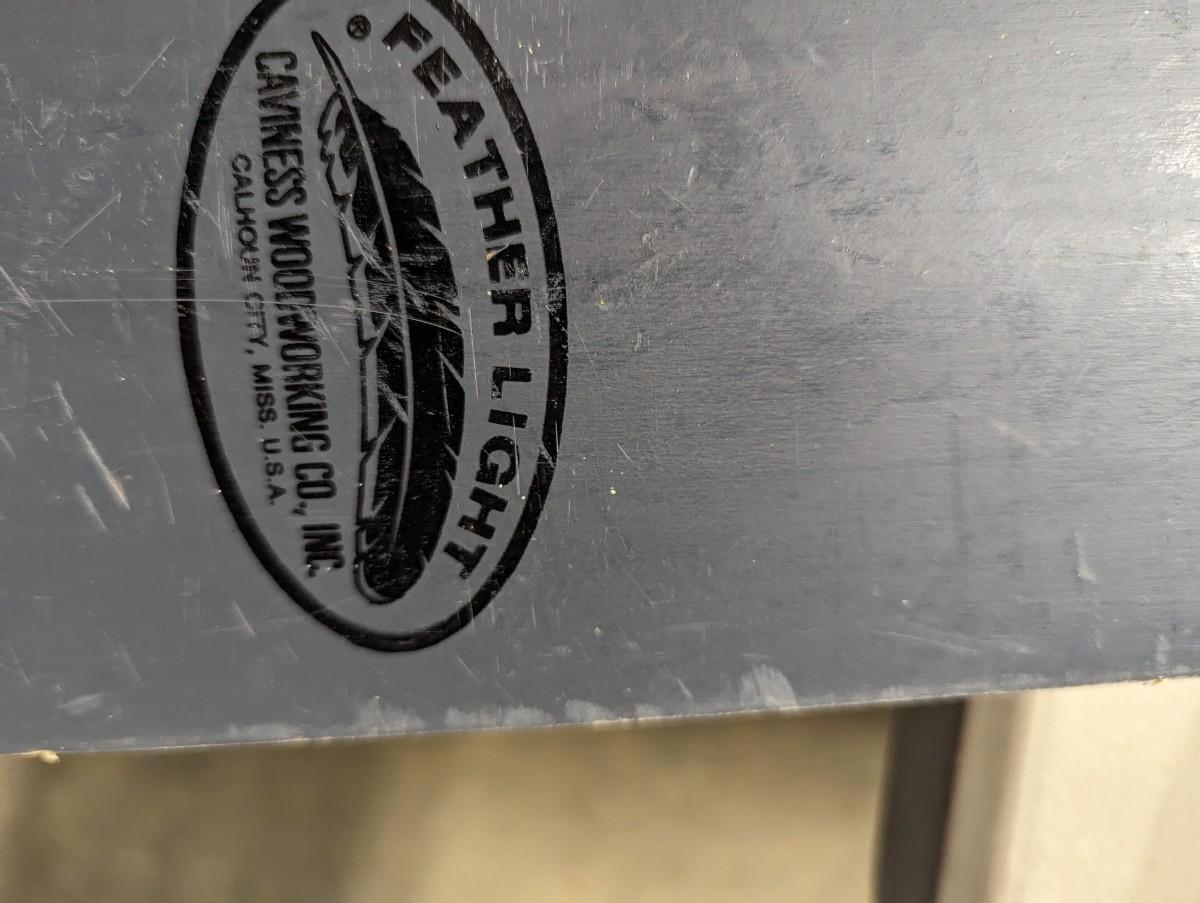 FEATHER LIGHT
®
CAVINESS WOODWORKING CO., INC.
CALHOUN CITY, MISS. U.S.A.